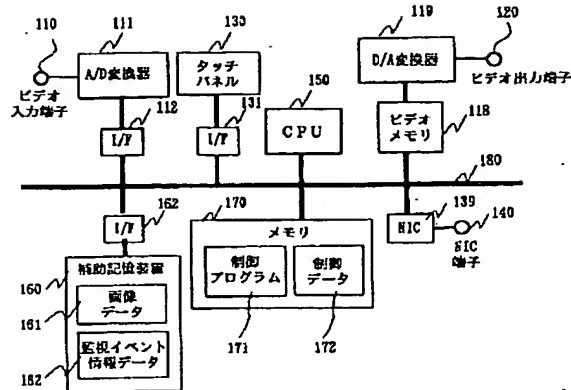 110
111
A/D変換器
ビデオ
入力端子
112
I/F
130
タッチ
パネル
131
I/F
150
CPU
119
D/A変換器
120
ビデオ出力端子
ビデオ
メモリ
118
180
162
I/F
160
補助記憶装置
画像
データ
161
監視イベント
情報データ
170
メモリ
制御
プログラム
制御
データ
171
172
139
NIC
140
NIC
端子